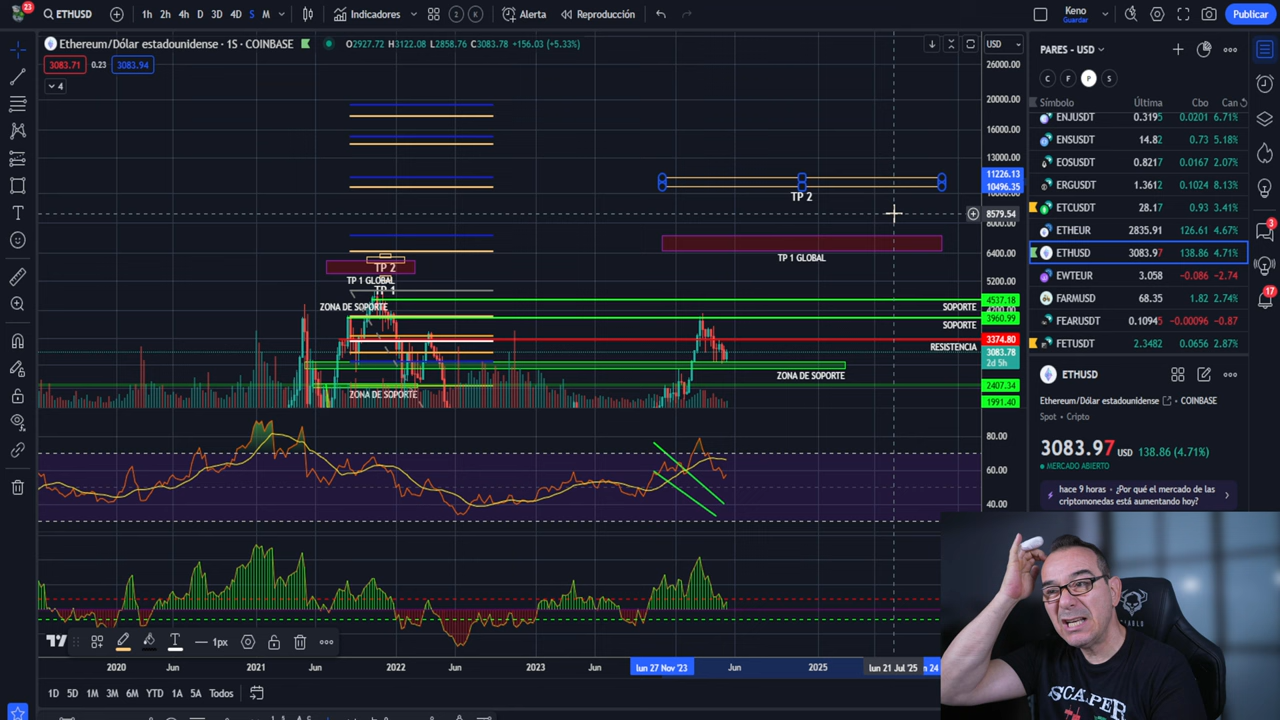 23
ETHUSD
1h 2h 4h D 3D 4D S M
Indicadores
2 K
Alerta
Reproducción
Keno
Guardar
Publicar
Ethereum/Dólar estadounidense · 1S · COINBASE
O2927.72 H3122.08 L2858.76 C3083.78 +156.03 (+5.33%)
3083.71 0.23 3083.94
4
USD
26000.00
20000.00
16000.00
13000.00
11226.13
10496.35
TP 2
8579.54
8000.00
6400.00
TP 2
TP 1 GLOBAL
TP 1 GLOBAL
5200.00
TP 1
ZONA DE SOPORTE
4537.18
SOPORTE
3960.99
SOPORTE
3374.80
RESISTENCIA
3083.78
2d 5h
ZONA DE SOPORTE
2407.34
ZONA DE SOPORTE
1991.40
80.00
60.00
40.00
1px
2020 Jun 2021 Jun 2022 Jun 2023 Jun lun 27 Nov '23 Jun 2025 lun 21 Jul '25 n 24
1D 5D 1M 3M 6M YTD 1A 5A Todos
PARES - USD
C F P S
Símbolo Última Cbo Can
ENJUSDT 0.3195 0.0201 6.71%
ENSUSDT 14.82 0.73 5.18%
EOSUSDT 0.8217 0.0167 2.07%
ERGUSDT 1.3612 0.1024 8.13%
ETCUSDT 28.17 0.93 3.41%
ETHEUR 2835.91 126.61 4.67%
ETHUSD 3083.97 138.86 4.71%
EWTEUR 3.058 -0.086 -2.74
FARMUSD 68.35 1.82 2.74%
FEARUSDT 0.10945 -0.00096 -0.87
FETUSDT 2.3482 0.0656 2.87%
ETHUSD
Ethereum/Dólar estadounidense · COINBASE
Spot · Cripto
3083.97 USD 138.86 (4.71%)
MERCADO ABIERTO
hace 9 horas · ¿Por qué el mercado de las
criptomonedas está aumentando hoy?
3
17
DIABLO
ESCAPER